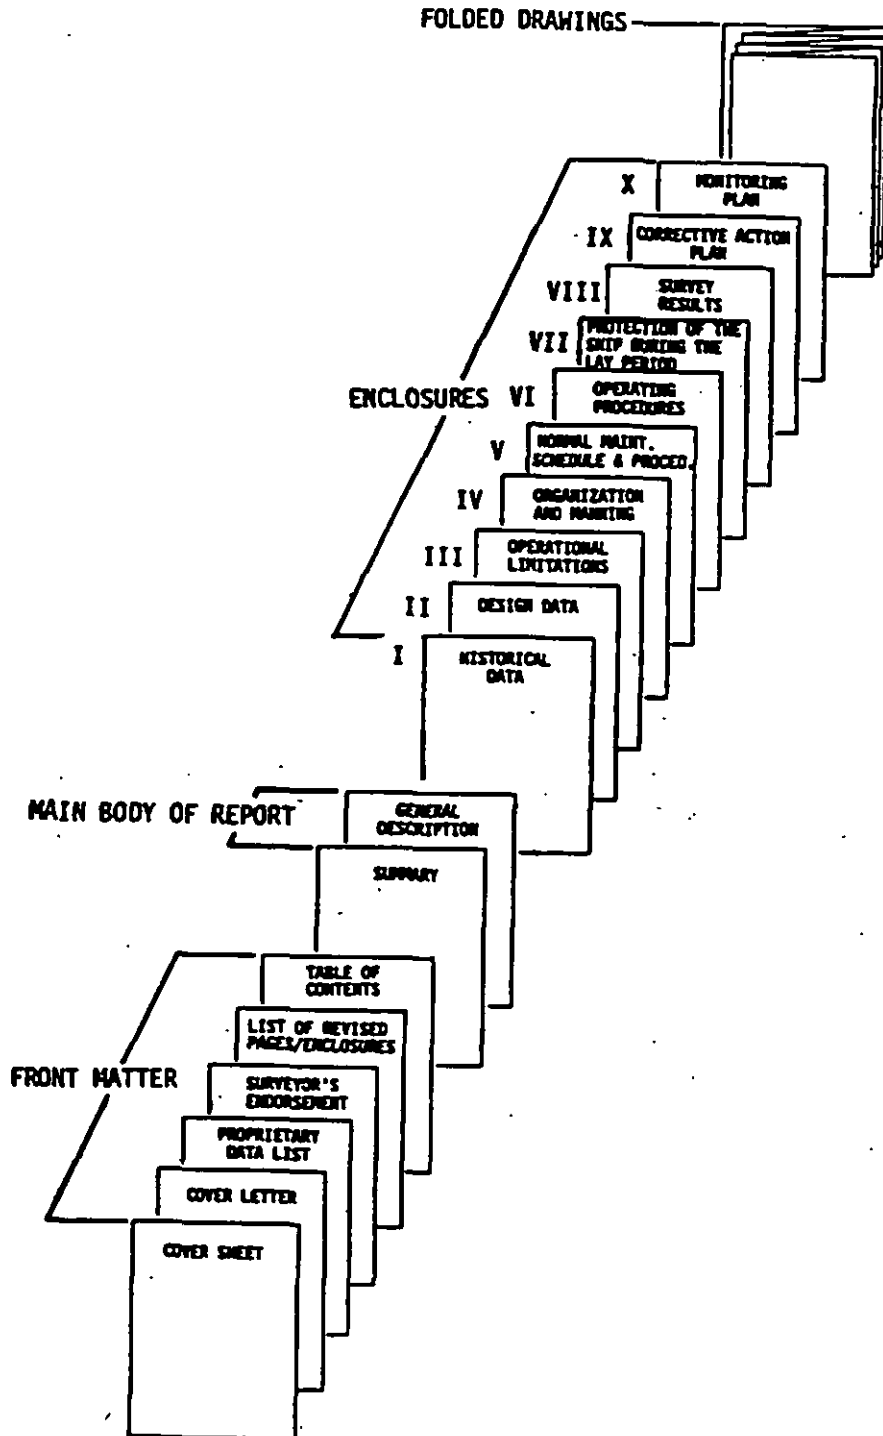 FOLDED DRAWINGS
X
MONITORING
PLAN
IX
CORRECTIVE ACTION
PLAN
VIII
SURVEY
RESULTS
VII
PROTECTION OF THE
SHIP DURING THE
LAY PERIOD
ENCLOSURES
VI
OPERATING
PROCEDURES
V
NORMAL MAINT.
SCHEDULE & PROCED.
IV
ORGANIZATION
AND MANNING
III
OPERATIONAL
LIMITATIONS
II
DESIGN DATA
I
HISTORICAL
DATA
MAIN BODY OF REPORT
GENERAL
DESCRIPTION
SUMMARY
TABLE OF
CONTENTS
LIST OF REVISED
PAGES/ENCLOSURES
FRONT MATTER
SURVEYOR'S
ENDORSEMENT
PROPRIETARY
DATA LIST
COVER LETTER
COVER SHEET